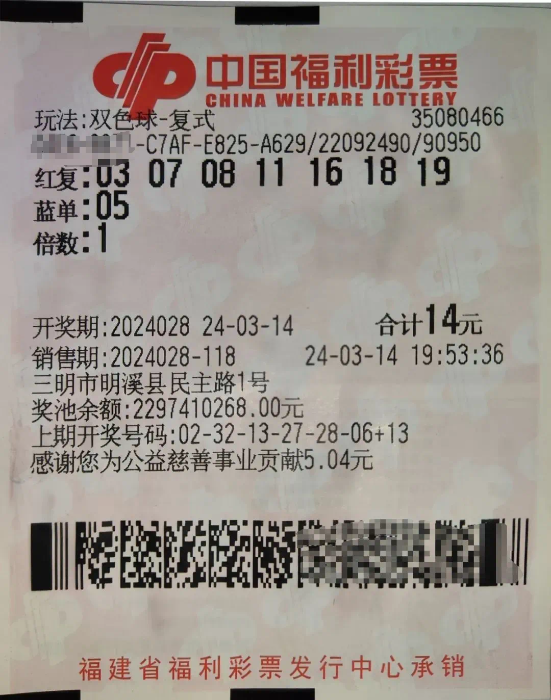 中国福利彩票
CHINA WELFARE LOTTERY
玩法:双色球-复式 35080466
-C7AF-E825-A629/22092490/90950
红复:03 07 08 11 16 18 19
蓝单:05
倍数:1
开奖期:2024028 24-03-14 合计14元
销售期:2024028-118 24-03-14 19:53:36
三明市明溪县民主路1号
奖池余额:2297410268.00元
上期开奖号码:02-32-13-27-28-06+13
感谢您为公益慈善事业贡献5.04元
福建省福利彩票发行中心承销